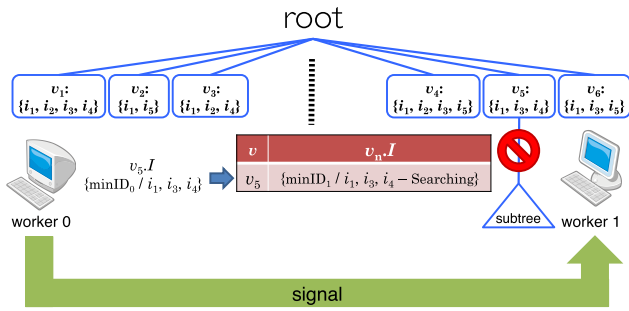 root
v₁: {i₁, i₂, i₃, i₄}
v₂: {i₁, i₅}
v₃: {i₁, i₂, i₄}
v₄: {i₁, i₂, i₃, i₅}
v₅: {i₁, i₃, i₄}
v₆: {i₁, i₃, i₅}
v₅.I
{minID₀ / i₁, i₃, i₄}
v vₙ.I
v₅ {minID₁ / i₁, i₃, i₄ – Searching}
subtree
worker 0
worker 1
signal